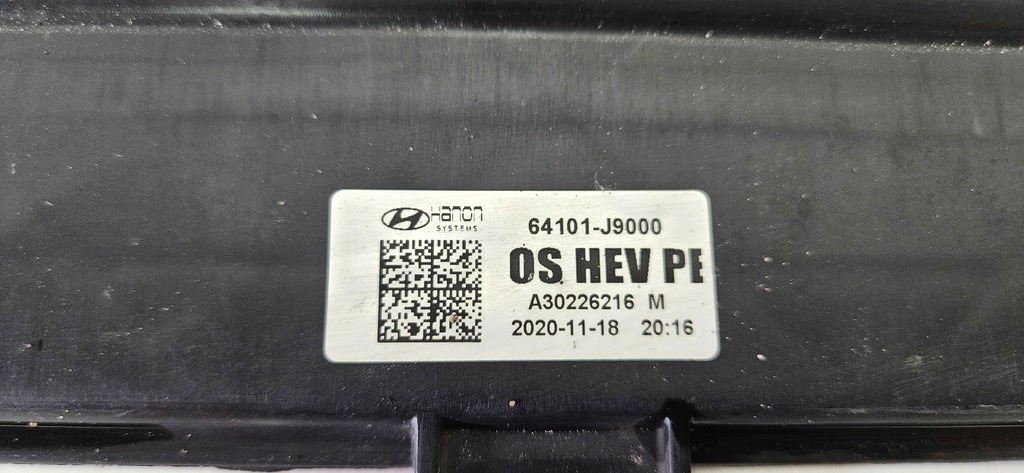 HANON
SYSTEMS
64101-J9000
OS HEV PE
A30226216 M
2020-11-18 20:16